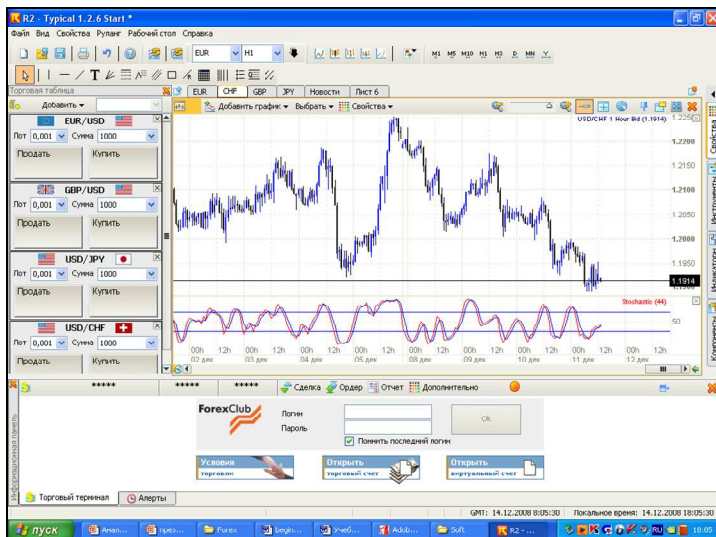 R2 - Typical 1.2.6 Start *
Файл Вид Свойства Руланг Рабочий стол Справка
EUR H1 M1 M5 M10 H1 H3 D MN Y
Торговая таблица EUR CHF GBP JPY Новости Лист 6
Добавить Добавить график Выбрать Свойства
EUR/USD
Лот 0,001 Сумма 1000
Продать Купить
GBP/USD
Лот 0,001 Сумма 1000
Продать Купить
USD/JPY
Лот 0,001 Сумма 1000
Продать Купить
USD/CHF
Лот 0,001 Сумма 1000
Продать Купить
USD/CHF 1 Hour Bid (1.1914)
1.2250
1.2200
1.2150
1.2100
1.2050
1.2000
1.1950
1.1914
Stochastic (44)
50
00h 12h 00h 12h 00h 12h 00h 12h 00h 12h 00h 12h 00h 12h 00h 12h
02 дек 03 дек 04 дек 05 дек 09 дек 10 дек 11 дек 12 дек
Свойства
Инструменты
Индикаторы
***** ***** ***** Сделка Ордер Отчет Дополнительно
Информационная панель
ForexClub
Логин
Пароль
OK
Помнить последний логин
Условия торговли
Открыть торговый счет
Открыть виртуальный счет
Торговый терминал Алерты
GMT: 14.12.2008 8:05:30 Локальное время: 14.12.2008 18:05:30
пуск Анал... през... Forex begin... Учеб... Adob... Soft R2 - ... RU 18:05